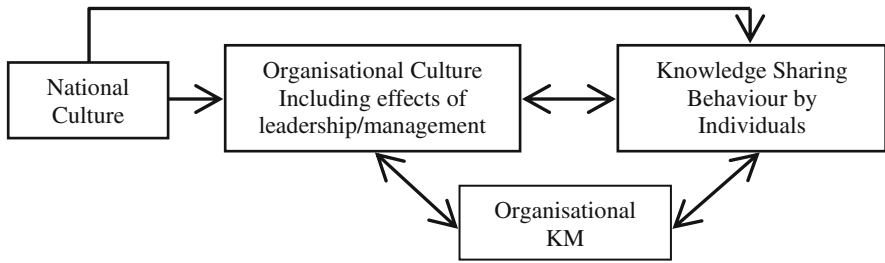 National
Culture
Organisational Culture
Including effects of
leadership/management
Knowledge Sharing
Behaviour by
Individuals
Organisational
KM